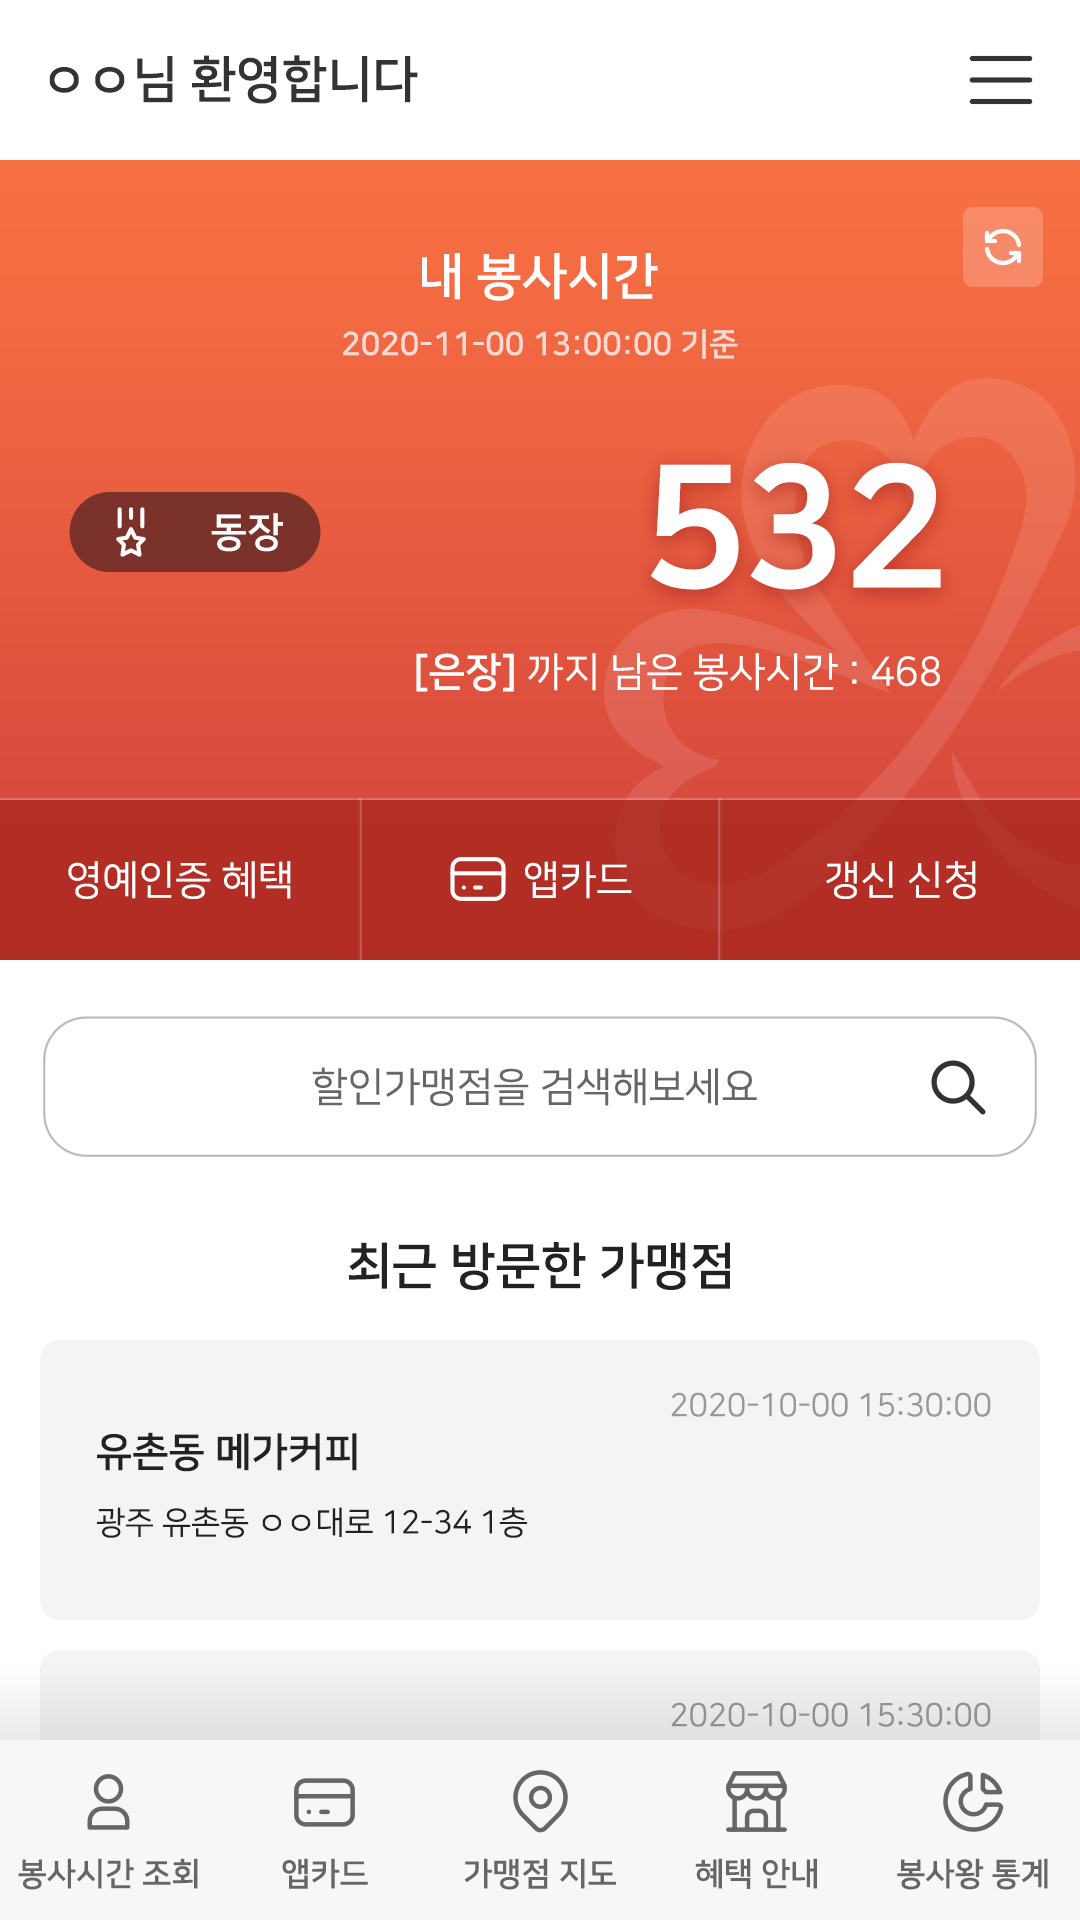 ㅇㅇ님 환영합니다
내 봉사시간
2020-11-00 13:00:00 기준
동장
532
[은장] 까지 남은 봉사시간 : 468
영예인증 혜택
앱카드
갱신 신청
할인가맹점을 검색해보세요
최근 방문한 가맹점
2020-10-00 15:30:00
유촌동 메가커피
광주 유촌동 ㅇㅇ대로 12-34 1층
2020-10-00 15:30:00
봉사시간 조회
앱카드
가맹점 지도
혜택 안내
봉사왕 통계